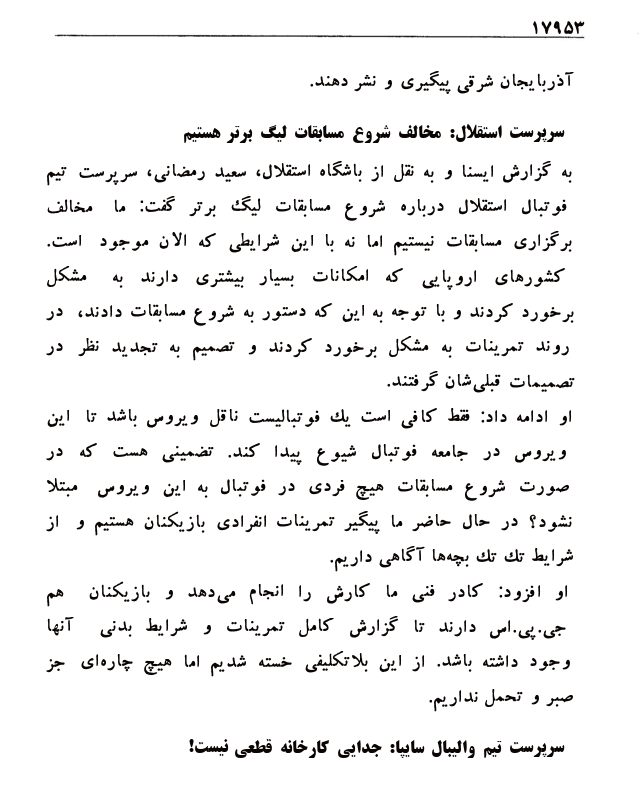 ۱۷۹۵۳
آذربایجان شرقی پیگیری و نشر دهند.
سرپرست استقلال: مخالف شروع مسابقات لیگ برتر هستیم
به گزارش ایسنا و به نقل از باشگاه استقلال، سعید رمضانی، سرپرست تیم
فوتبال استقلال درباره شروع مسابقات لیگ برتر گفت: ما مخالف
برگزاری مسابقات نیستیم اما نه با این شرایطی که الان موجود است.
کشورهای اروپایی که امکانات بسیار بیشتری دارند به مشکل
برخورد کردند و با توجه به این که دستور به شروع مسابقات دادند، در
روند تمرینات به مشکل برخورد کردند و تصمیم به تجدید نظر در
تصمیمات قبلی‌شان گرفتند.
او ادامه داد: فقط کافی است یك فوتبالیست ناقل ویروس باشد تا این
ویروس در جامعه فوتبال شیوع پیدا کند. تضمینی هست که در
صورت شروع مسابقات هیچ فردی در فوتبال به این ویروس مبتلا
نشود؟ در حال حاضر ما پیگیر تمرینات انفرادی بازیکنان هستیم و از
شرایط تك تك بچه‌ها آگاهی داریم.
او افزود: کادر فنی ما کارش را انجام می‌دهد و بازیکنان هم
جی.پی.اس دارند تا گزارش کامل تمرینات و شرایط بدنی آنها
وجود داشته باشد. از این بلاتکلیفی خسته شدیم اما هیچ چاره‌ای جز
صبر و تحمل نداریم.
سرپرست تیم والیبال سایپا: جدایی کارخانه قطعی نیست!